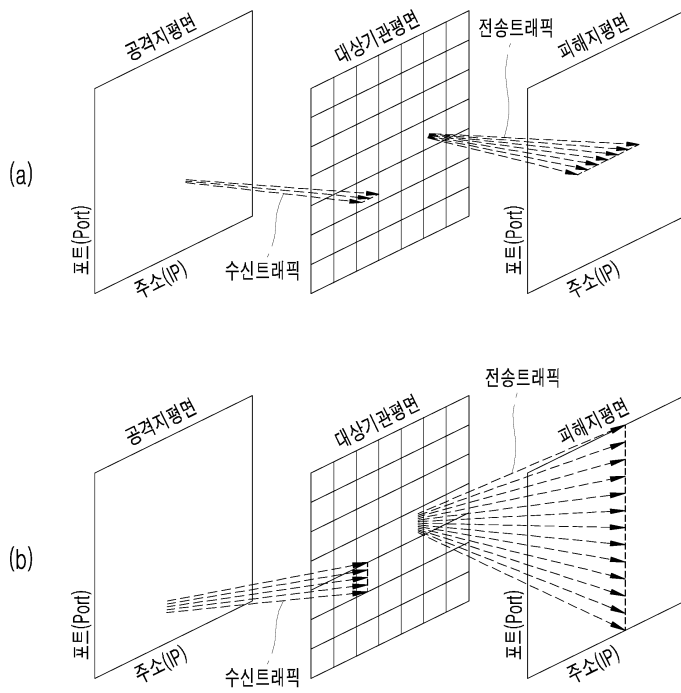 공격지평면
대상기관평면
전송트래픽
피해지평면
(a)
포트(Port)
주소(IP)
수신트래픽
포트(Port)
주소(IP)
전송트래픽
공격지평면
대상기관평면
피해지평면
(b)
포트(Port)
주소(IP)
수신트래픽
포트(Port)
주소(IP)